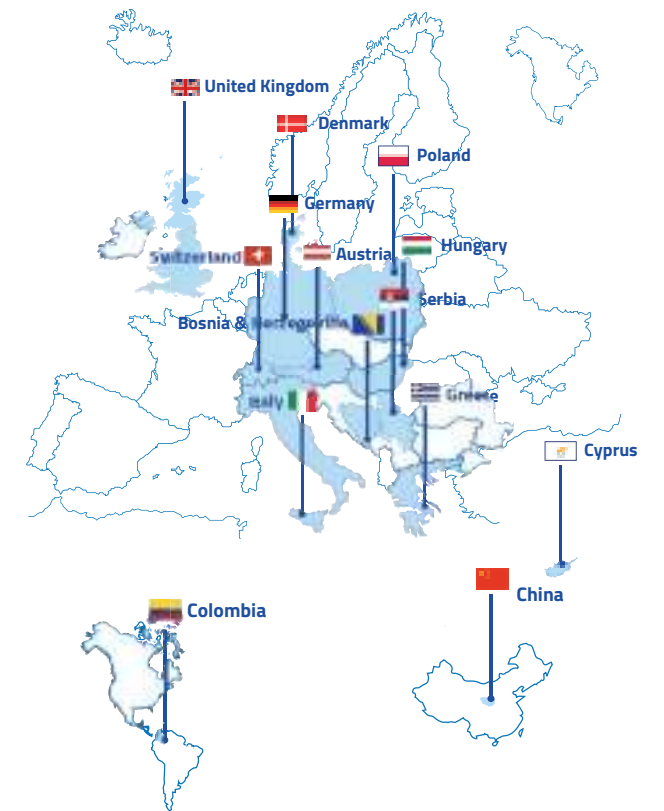 United Kingdom
Denmark
Poland
Germany
Hungary
Switzerland
Austria
Serbia
Bosnia & Herzegovina
Italy
Greece
Cyprus
China
Colombia